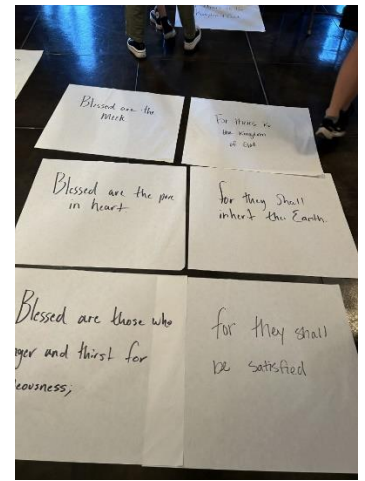 Blessed are the
meek
For theirs is
the kingdom
of God
Blessed are the pure
in heart
for they shall
inherit the Earth.
Blessed are those who
nger and thirst for
teousness;
for they shall
be satisfied